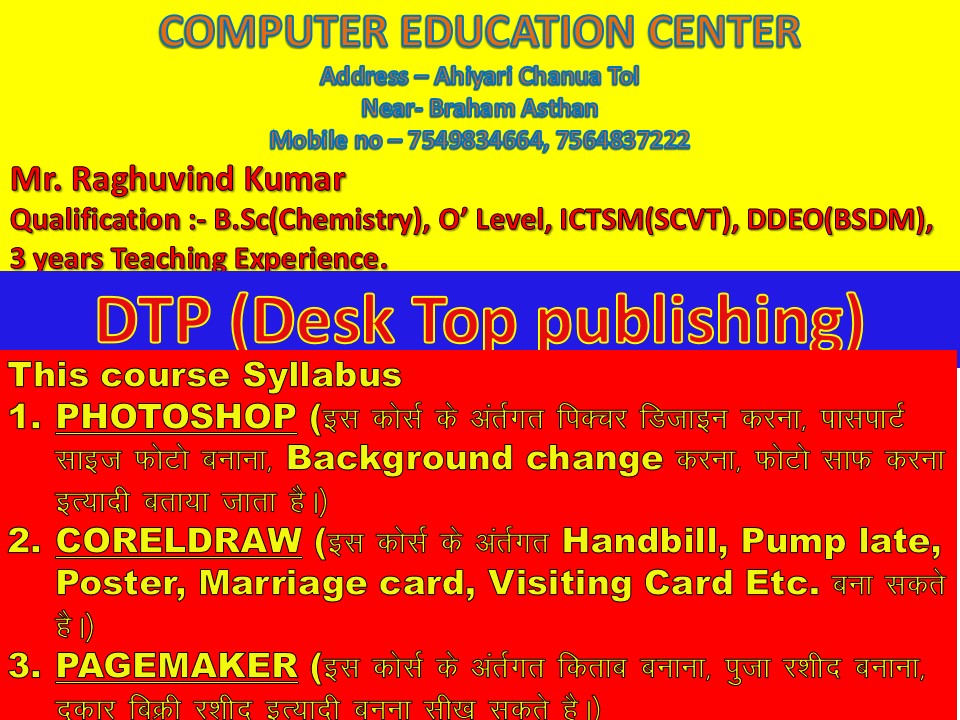 COMPUTER EDUCATION CENTER
Address – Ahiyari Chanua Tol
Near- Braham Asthan
Mobile no – 7549834664, 7564837222
Mr. Raghuvind Kumar
Qualification :- B.Sc(Chemistry), O’ Level, ICTSM(SCVT), DDEO(BSDM),
3 years Teaching Experience.
DTP (Desk Top publishing)
This course Syllabus
1. PHOTOSHOP (इस कोर्स के अंर्तगत पिक्चर डिजाइन करना, पासपार्ट
साइज फोटो बनाना, Background change करना, फोटो साफ करना
इत्यादी बताया जाता है।)
2. CORELDRAW (इस कोर्स के अंर्तगत Handbill, Pump late,
Poster, Marriage card, Visiting Card Etc. बना सकते
है।)
3. PAGEMAKER (इस कोर्स के अंर्तगत किताब बनाना, पुजा रशीद बनाना,
दुकार बिक्री रशीद इत्यादी बनना सीख सकते है।)